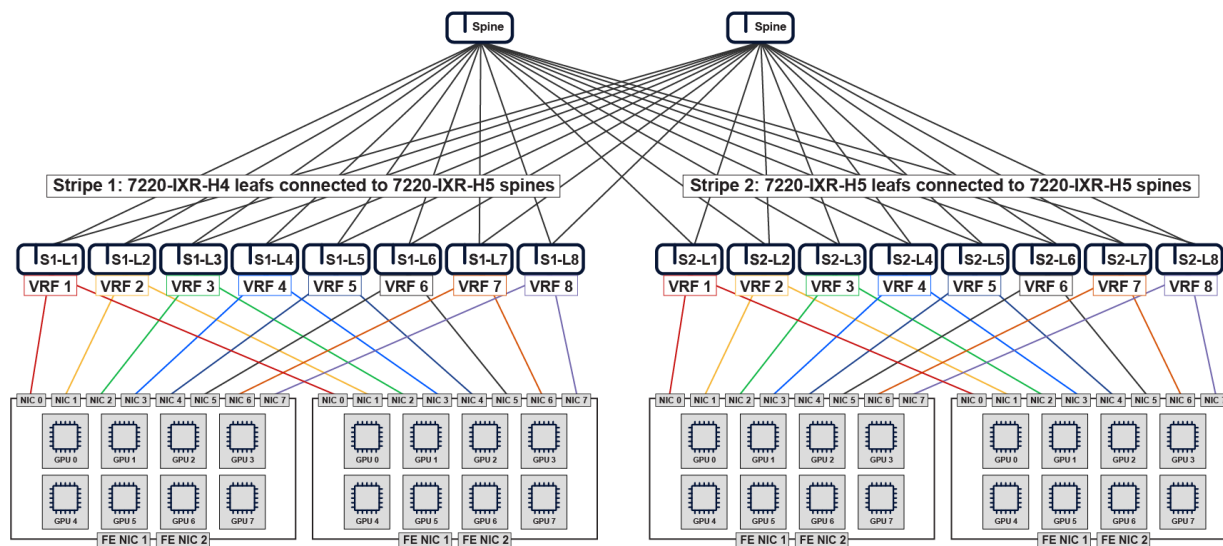 Spine
Spine
Stripe 1: 7220-IXR-H4 leafs connected to 7220-IXR-H5 spines
Stripe 2: 7220-IXR-H5 leafs connected to 7220-IXR-H5 spines
S1-L1 S1-L2 S1-L3 S1-L4 S1-L5 S1-L6 S1-L7 S1-L8
S2-L1 S2-L2 S2-L3 S2-L4 S2-L5 S2-L6 S2-L7 S2-L8
VRF 1 VRF 2 VRF 3 VRF 4 VRF 5 VRF 6 VRF 7 VRF 8
VRF 1 VRF 2 VRF 3 VRF 4 VRF 5 VRF 6 VRF 7 VRF 8
NIC 0 NIC 1 NIC 2 NIC 3 NIC 4 NIC 5 NIC 6 NIC 7
NIC 0 NIC 1 NIC 2 NIC 3 NIC 4 NIC 5 NIC 6 NIC 7
NIC 0 NIC 1 NIC 2 NIC 3 NIC 4 NIC 5 NIC 6 NIC 7
NIC 0 NIC 1 NIC 2 NIC 3 NIC 4 NIC 5 NIC 6 NIC
GPU 0 GPU 1 GPU 2 GPU 3
GPU 0 GPU 1 GPU 2 GPU 3
GPU 0 GPU 1 GPU 2 GPU 3
GPU 0 GPU 1 GPU 2 GPU 3
GPU 4 GPU 5 GPU 6 GPU 7
GPU 4 GPU 5 GPU 6 GPU 7
GPU 4 GPU 5 GPU 6 GPU 7
GPU 4 GPU 5 GPU 6 GPU 7
FE NIC 1 FE NIC 2
FE NIC 1 FE NIC 2
FE NIC 1 FE NIC 2
FE NIC 1 FE NIC 2